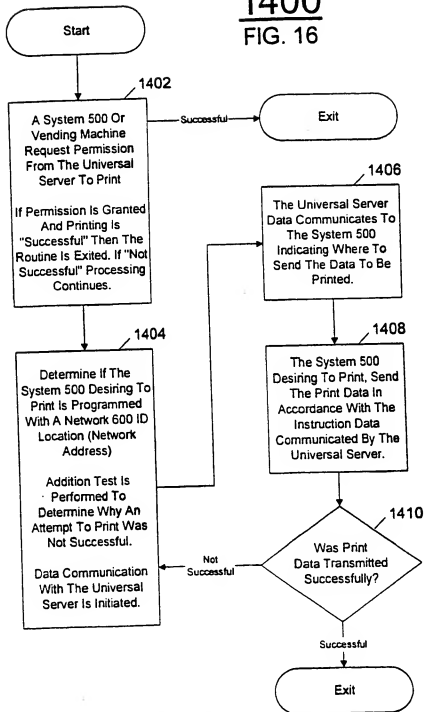 1400
FIG. 16
Start
1402
A System 500 Or
Vending Machine
Request Permission
From The Universal
Server To Print
If Permission Is Granted
And Printing Is
"Successful" Then The
Routine Is Exited. If "Not
Successful" Processing
Continues.
Successful
Exit
1404
Determine If The
System 500 Desiring To
Print Is Programmed
With A Network 600 ID
Location (Network
Address)
Addition Test Is
Performed To
Determine Why An
Attempt To Print Was
Not Successful.
Data Communication
With The Universal
Server Is Initiated.
1406
The Universal Server
Data Communicates To
The System 500
Indicating Where To
Send The Data To Be
Printed.
1408
The System 500
Desiring To Print, Send
The Print Data In
Accordance With The
Instruction Data
Communicated By The
Universal Server.
1410
Was Print
Data Transmitted
Successfully?
Not
Successful
Successful
Exit